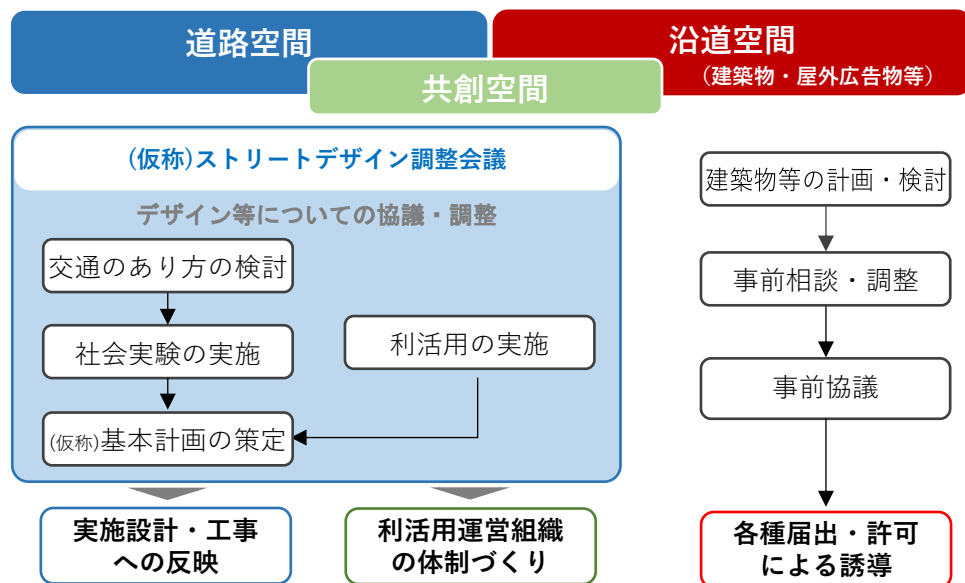 道路空間
沿道空間
(建築物・屋外広告物等)
共創空間
(仮称)ストリートデザイン調整会議
デザイン等についての協議・調整
交通のあり方の検討
社会実験の実施
利活用の実施
(仮称)基本計画の策定
実施設計・工事
への反映
利活用運営組織
の体制づくり
建築物等の計画・検討
事前相談・調整
事前協議
各種届出・許可
による誘導